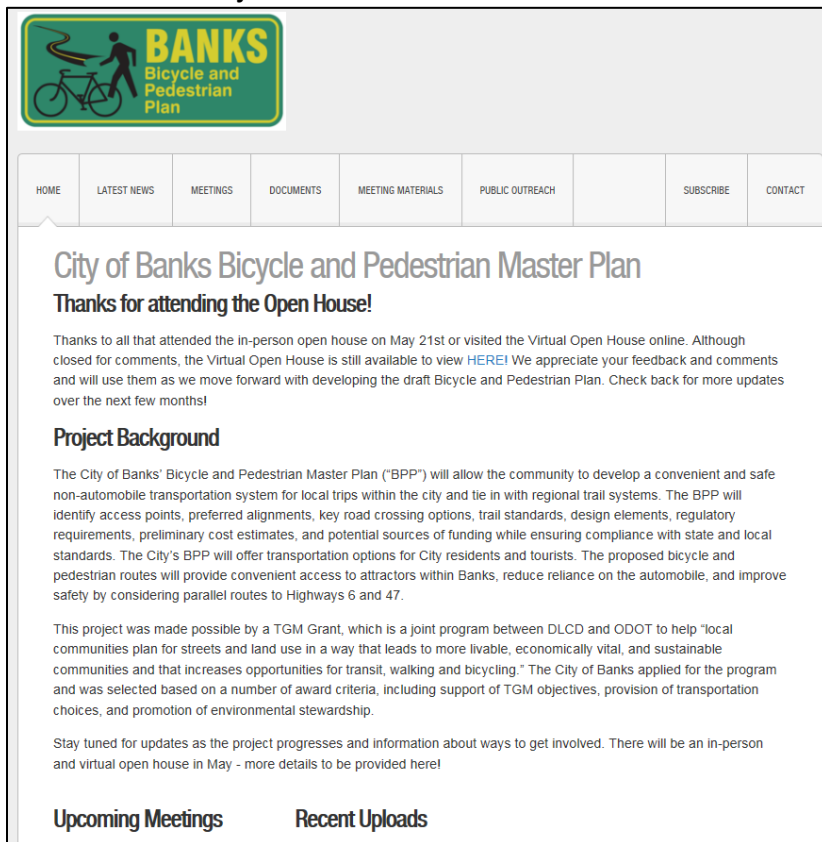 BANKS
Bicycle and
Pedestrian
Plan
HOME LATEST NEWS MEETINGS DOCUMENTS MEETING MATERIALS PUBLIC OUTREACH SUBSCRIBE CONTACT
City of Banks Bicycle and Pedestrian Master Plan
Thanks for attending the Open House!
Thanks to all that attended the in-person open house on May 21st or visited the Virtual Open House online. Although
closed for comments, the Virtual Open House is still available to view HERE! We appreciate your feedback and comments
and will use them as we move forward with developing the draft Bicycle and Pedestrian Plan. Check back for more updates
over the next few months!
Project Background
The City of Banks' Bicycle and Pedestrian Master Plan ("BPP") will allow the community to develop a convenient and safe
non-automobile transportation system for local trips within the city and tie in with regional trail systems. The BPP will
identify access points, preferred alignments, key road crossing options, trail standards, design elements, regulatory
requirements, preliminary cost estimates, and potential sources of funding while ensuring compliance with state and local
standards. The City's BPP will offer transportation options for City residents and tourists. The proposed bicycle and
pedestrian routes will provide convenient access to attractors within Banks, reduce reliance on the automobile, and improve
safety by considering parallel routes to Highways 6 and 47.
This project was made possible by a TGM Grant, which is a joint program between DLCD and ODOT to help "local
communities plan for streets and land use in a way that leads to more livable, economically vital, and sustainable
communities and that increases opportunities for transit, walking and bicycling." The City of Banks applied for the program
and was selected based on a number of award criteria, including support of TGM objectives, provision of transportation
choices, and promotion of environmental stewardship.
Stay tuned for updates as the project progresses and information about ways to get involved. There will be an in-person
and virtual open house in May - more details to be provided here!
Upcoming Meetings Recent Uploads